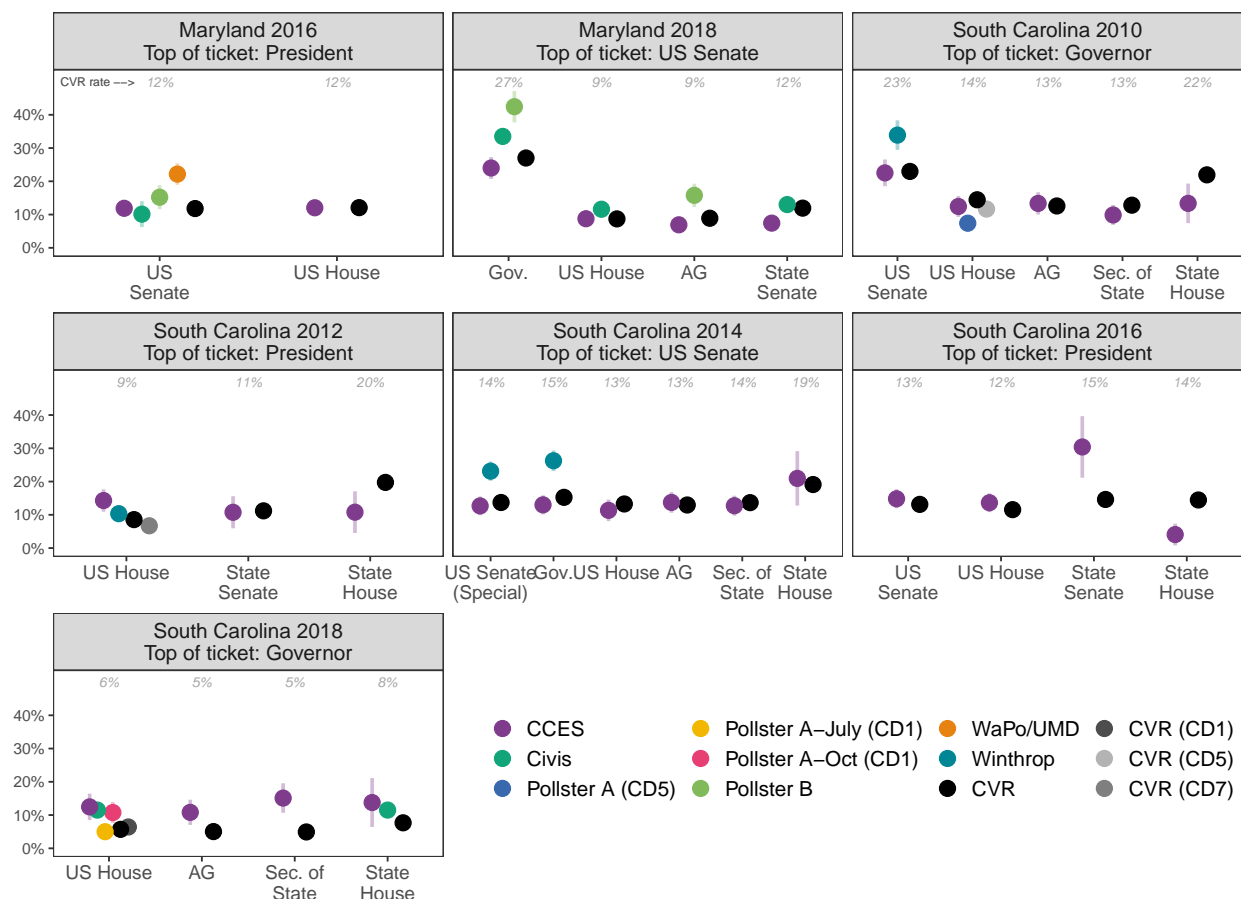 Maryland 2016
Top of ticket: President
Maryland 2018
Top of ticket: US Senate
South Carolina 2010
Top of ticket: Governor
CVR rate −−>
12%
12%
27%
9%
9%
12%
23%
14%
13%
13%
22%
40%
30%
20%
10%
0%
US
Senate
US House
Gov.
US House
AG
State
Senate
US
Senate
US House
AG
Sec. of
State
State
House
South Carolina 2012
Top of ticket: President
South Carolina 2014
Top of ticket: US Senate
South Carolina 2016
Top of ticket: President
9%
11%
20%
14%
15%
13%
13%
14%
19%
13%
12%
15%
14%
40%
30%
20%
10%
0%
US House
State
Senate
State
House
US Senate
(Special)
Gov.
US House
AG
Sec. of
State
State
House
US
Senate
US House
State
Senate
State
House
South Carolina 2018
Top of ticket: Governor
6%
5%
5%
8%
40%
30%
20%
10%
0%
US House
AG
Sec. of
State
State
House
CCES
Civis
Pollster A (CD5)
Pollster A−July (CD1)
Pollster A−Oct (CD1)
Pollster B
WaPo/UMD
Winthrop
CVR
CVR (CD1)
CVR (CD5)
CVR (CD7)